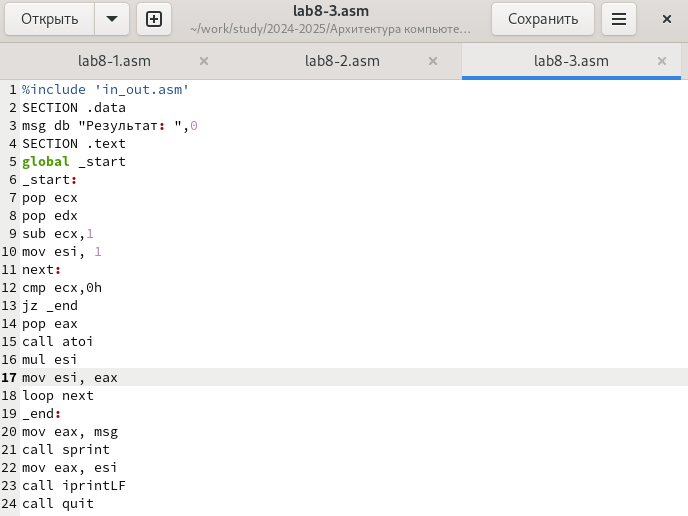 Открыть
lab8-3.asm
~/work/study/2024-2025/Архитектура компьюте…
Сохранить
lab8-1.asm
lab8-2.asm
lab8-3.asm
1 %include 'in_out.asm'
2 SECTION .data
3 msg db "Результат: ",0
4 SECTION .text
5 global _start
6 _start:
7 pop ecx
8 pop edx
9 sub ecx,1
10 mov esi, 1
11 next:
12 cmp ecx,0h
13 jz _end
14 pop eax
15 call atoi
16 mul esi
17 mov esi, eax
18 loop next
19 _end:
20 mov eax, msg
21 call sprint
22 mov eax, esi
23 call iprintLF
24 call quit